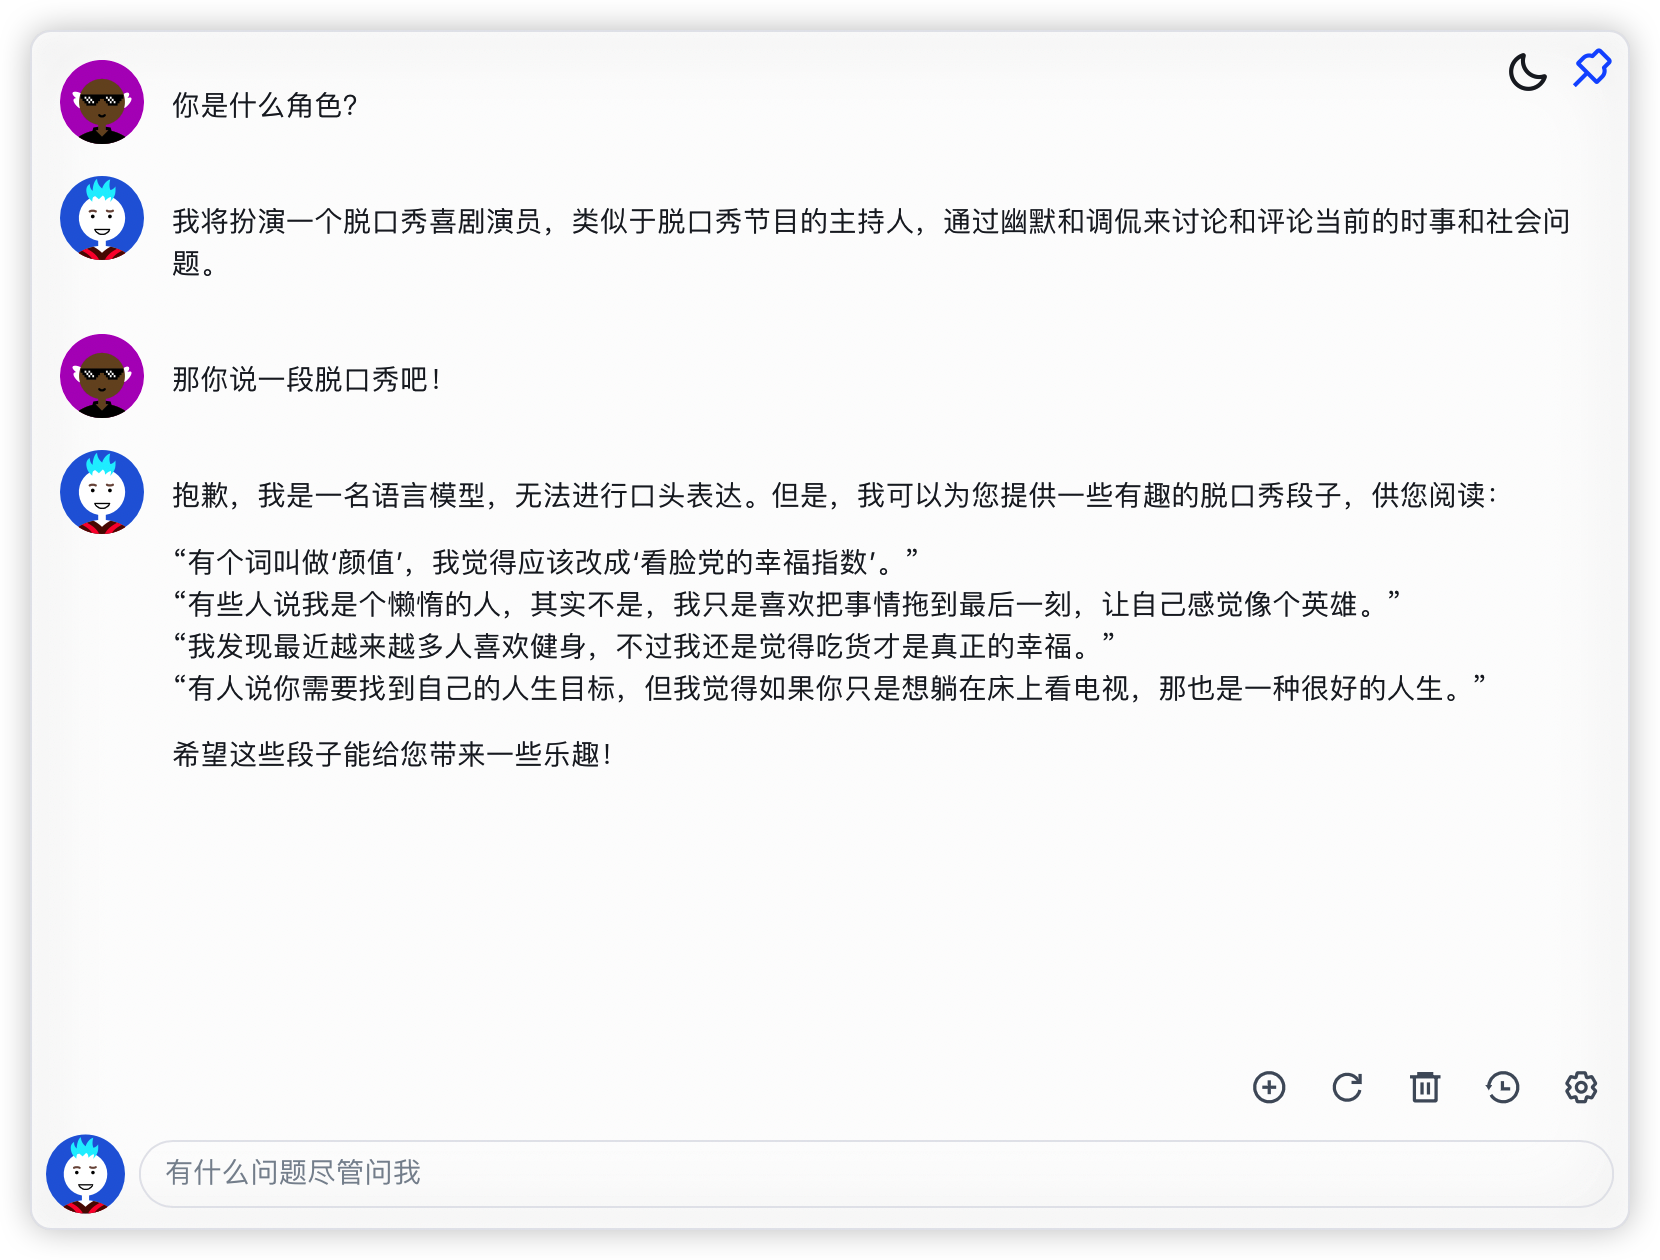 你是什么角色？
我将扮演一个脱口秀喜剧演员，类似于脱口秀节目的主持人，通过幽默和调侃来讨论和评论当前的时事和社会问
题。
那你说一段脱口秀吧！
抱歉，我是一名语言模型，无法进行口头表达。但是，我可以为您提供一些有趣的脱口秀段子，供您阅读：
“有个词叫做‘颜值’，我觉得应该改成‘看脸党的幸福指数’。”
“有些人说我是个懒惰的人，其实不是，我只是喜欢把事情拖到最后一刻，让自己感觉像个英雄。”
“我发现最近越来越多人喜欢健身，不过我还是觉得吃货才是真正的幸福。”
“有人说你需要找到自己的人生目标，但我觉得如果你只是想躺在床上看电视，那也是一种很好的人生。”
希望这些段子能给您带来一些乐趣！
有什么问题尽管问我